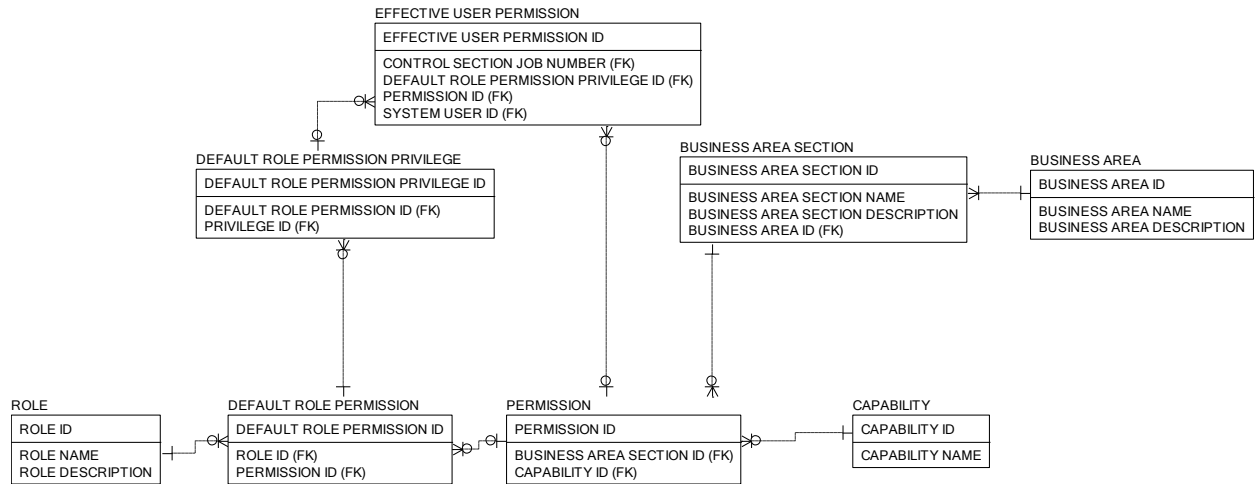 EFFECTIVE USER PERMISSION
EFFECTIVE USER PERMISSION ID
CONTROL SECTION JOB NUMBER (FK)
DEFAULT ROLE PERMISSION PRIVILEGE ID (FK)
PERMISSION ID (FK)
SYSTEM USER ID (FK)
DEFAULT ROLE PERMISSION PRIVILEGE
DEFAULT ROLE PERMISSION PRIVILEGE ID
DEFAULT ROLE PERMISSION ID (FK)
PRIVILEGE ID (FK)
BUSINESS AREA SECTION
BUSINESS AREA SECTION ID
BUSINESS AREA SECTION NAME
BUSINESS AREA SECTION DESCRIPTION
BUSINESS AREA ID (FK)
BUSINESS AREA
BUSINESS AREA ID
BUSINESS AREA NAME
BUSINESS AREA DESCRIPTION
ROLE
ROLE ID
ROLE NAME
ROLE DESCRIPTION
DEFAULT ROLE PERMISSION
DEFAULT ROLE PERMISSION ID
ROLE ID (FK)
PERMISSION ID (FK)
PERMISSION
PERMISSION ID
BUSINESS AREA SECTION ID (FK)
CAPABILITY ID (FK)
CAPABILITY
CAPABILITY ID
CAPABILITY NAME